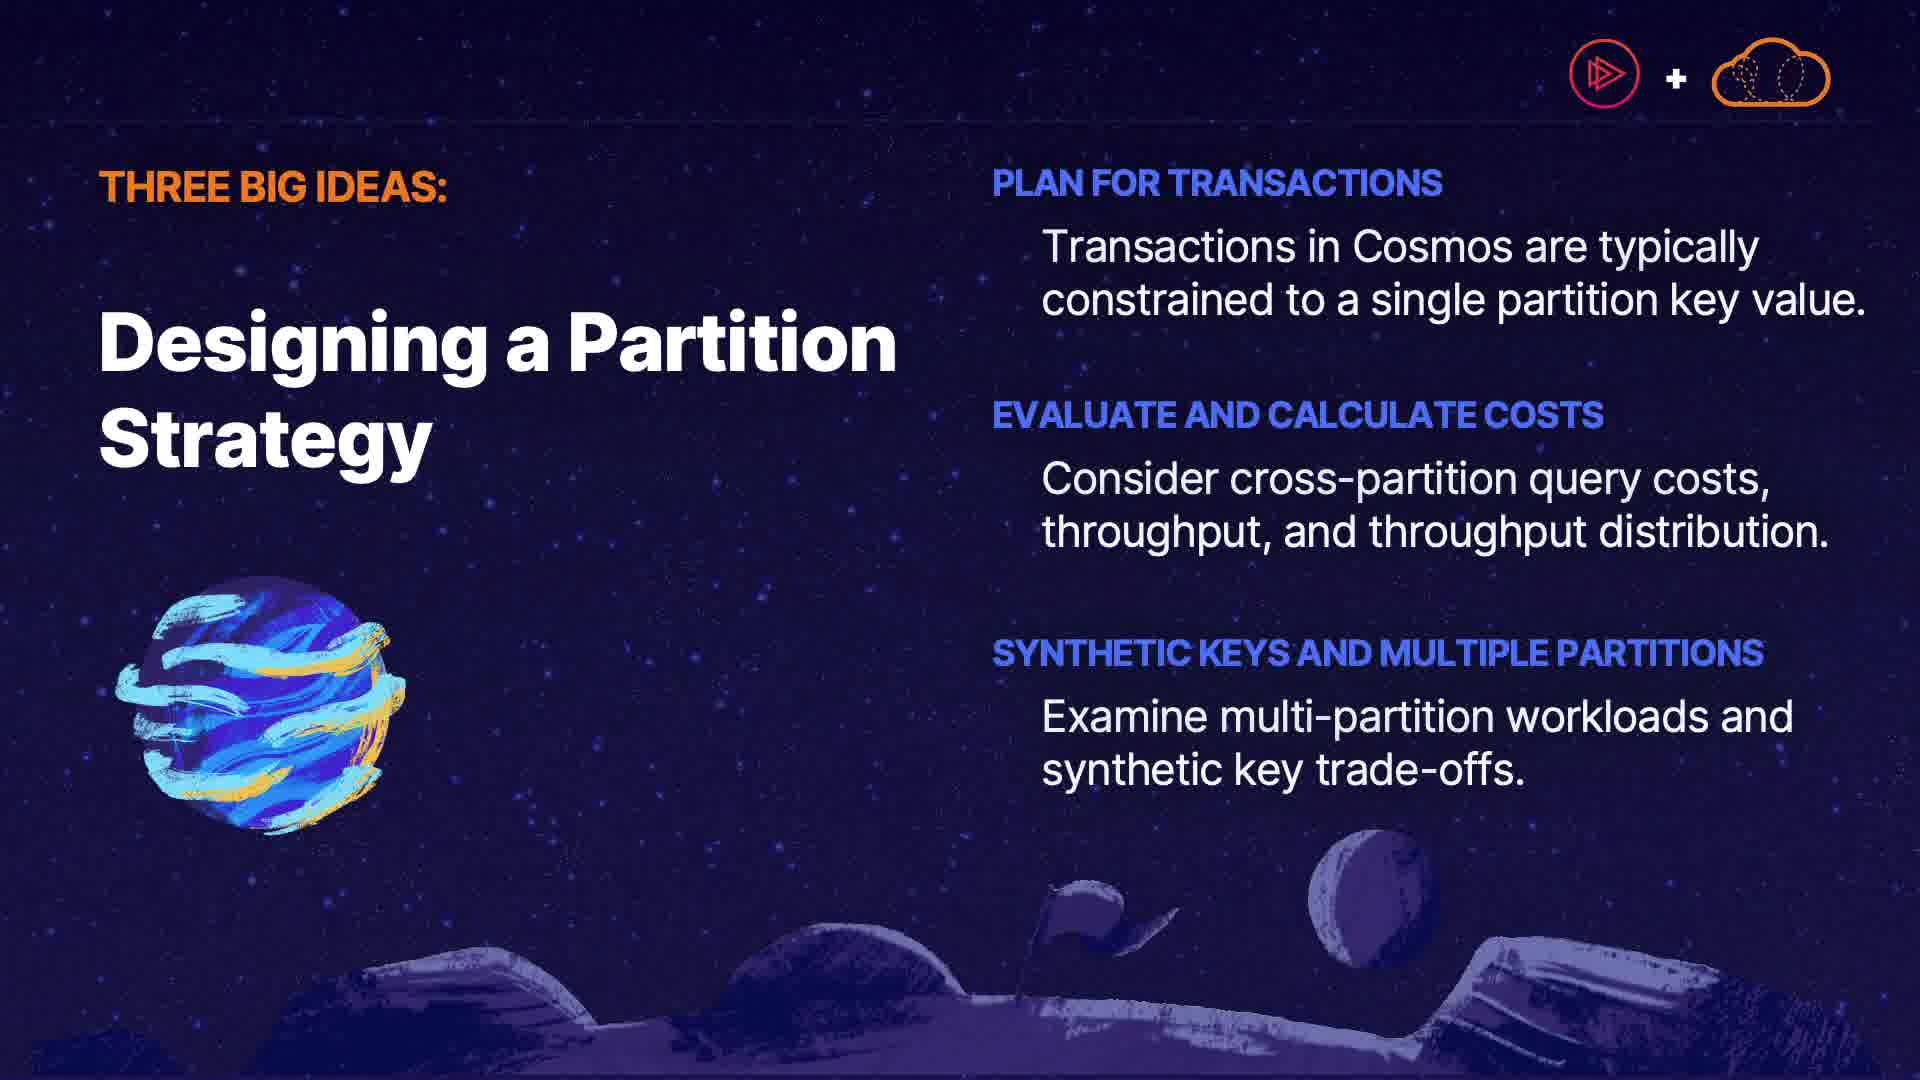 THREE BIG IDEAS:
Designing a Partition
Strategy
PLAN FOR TRANSACTIONS
Transactions in Cosmos are typically
constrained to a single partition key value.
EVALUATE AND CALCULATE COSTS
Consider cross-partition query costs,
throughput, and throughput distribution.
SYNTHETIC KEYS AND MULTIPLE PARTITIONS
Examine multi-partition workloads and
synthetic key trade-offs.